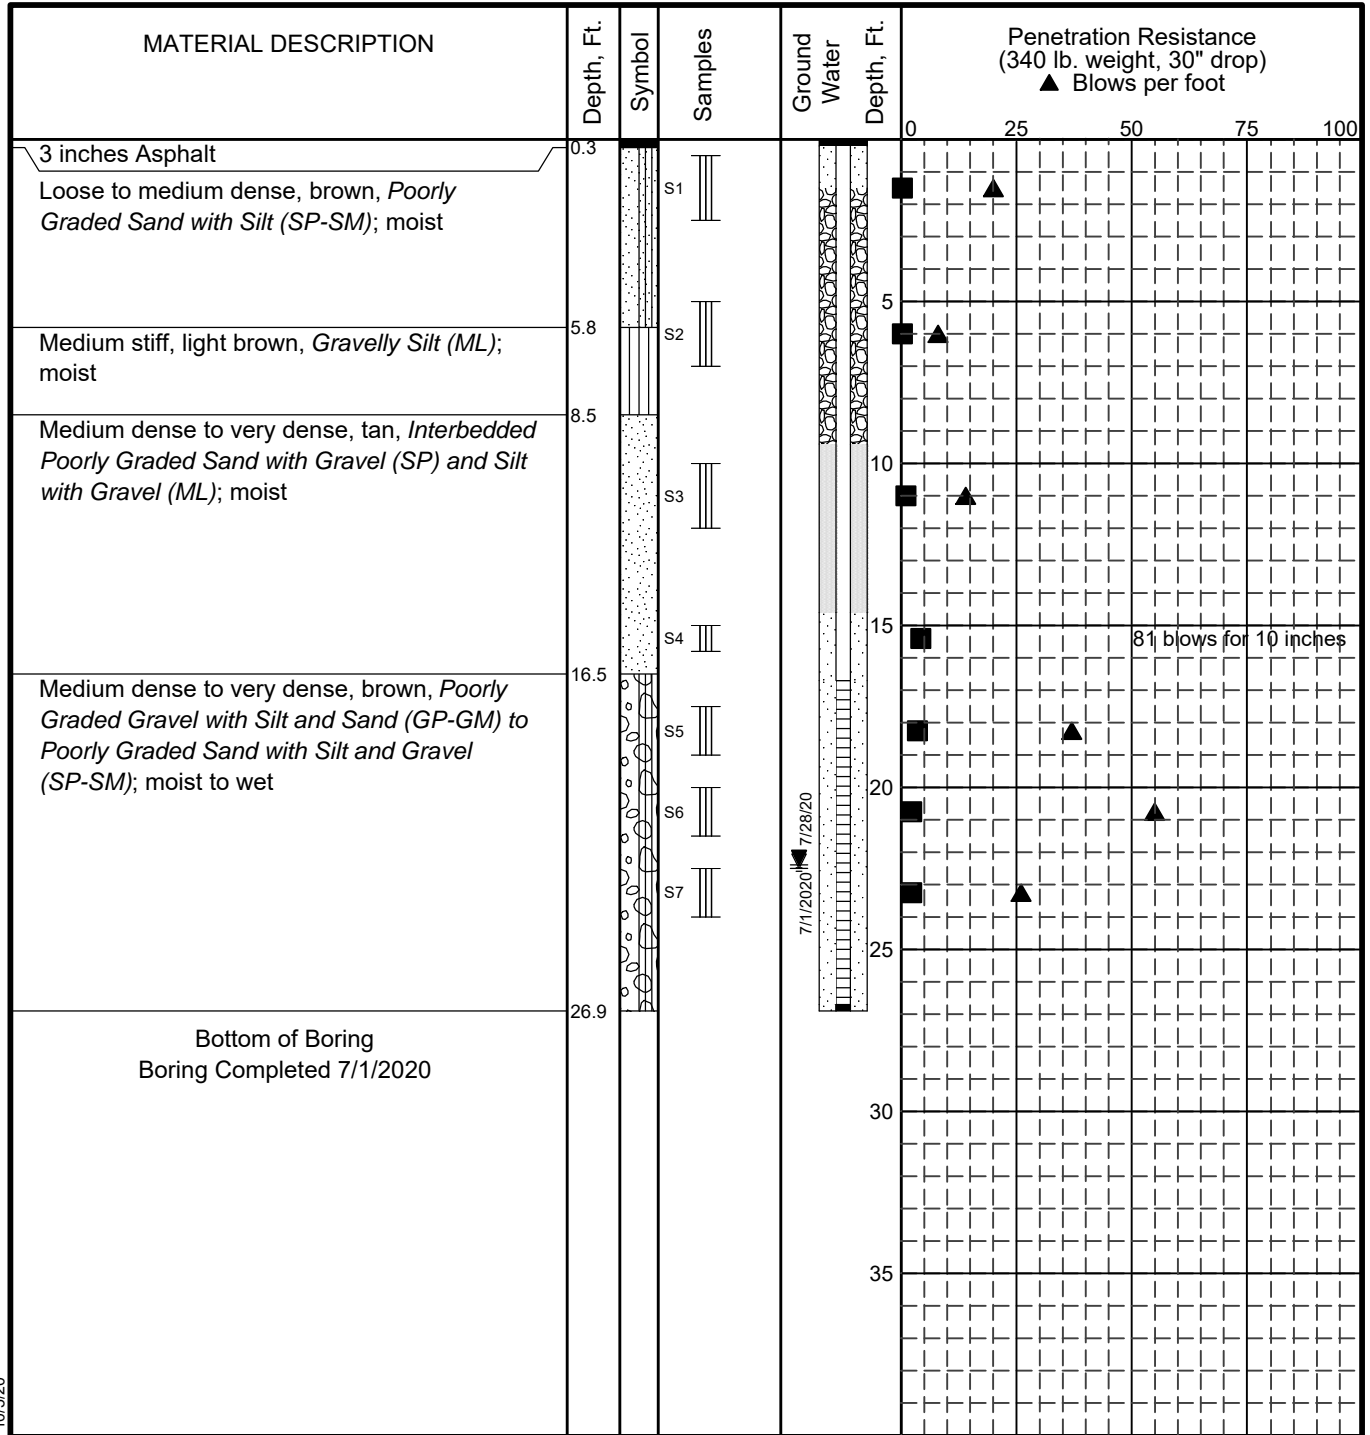 MATERIAL DESCRIPTION
Depth, Ft.
Symbol
Samples
Ground
Water
Depth, Ft.
Penetration Resistance
(340 lb. weight, 30" drop)
▲ Blows per foot
0 25 50 75 100
3 inches Asphalt
0.3
Loose to medium dense, brown, Poorly
Graded Sand with Silt (SP-SM); moist
S1
5
5.8
Medium stiff, light brown, Gravelly Silt (ML);
moist
S2
8.5
Medium dense to very dense, tan, Interbedded
Poorly Graded Sand with Gravel (SP) and Silt
with Gravel (ML); moist
10
S3
15
S4
81 blows for 10 inches
16.5
Medium dense to very dense, brown, Poorly
Graded Gravel with Silt and Sand (GP-GM) to
Poorly Graded Sand with Silt and Gravel
(SP-SM); moist to wet
S5
20
S6
7/28/20
S7
7/1/2020
25
26.9
Bottom of Boring
Boring Completed 7/1/2020
30
35